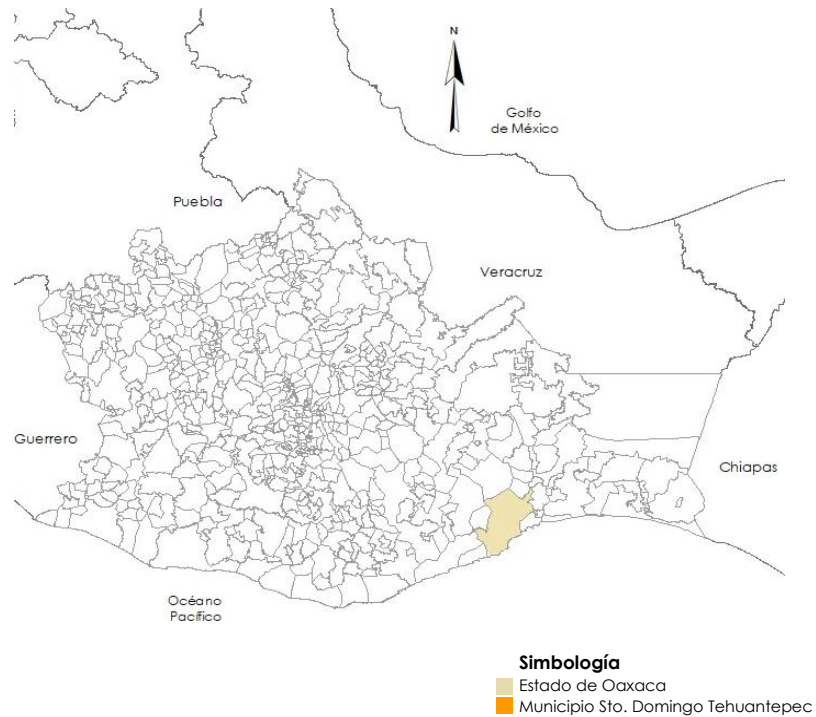 N
Golfo
de México
Puebla
Veracruz
Guerrero
Chiapas
Océano
Pacífico
Simbología
Estado de Oaxaca
Municipio Sto. Domingo Tehuantepec